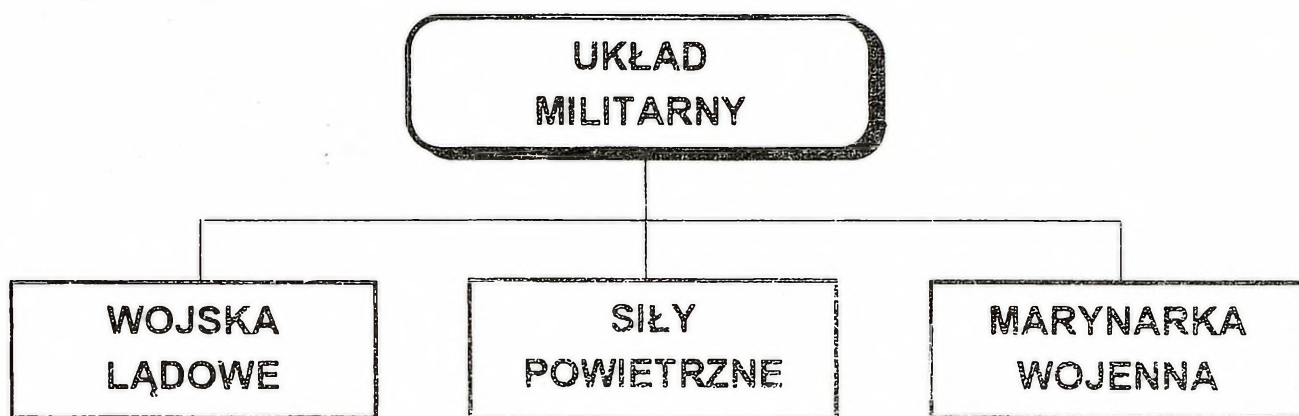 UKŁAD
MILITARNY
WOJSKA
LĄDOWE
SIŁY
POWIETRZNE
MARYNARKA
WOJENNA